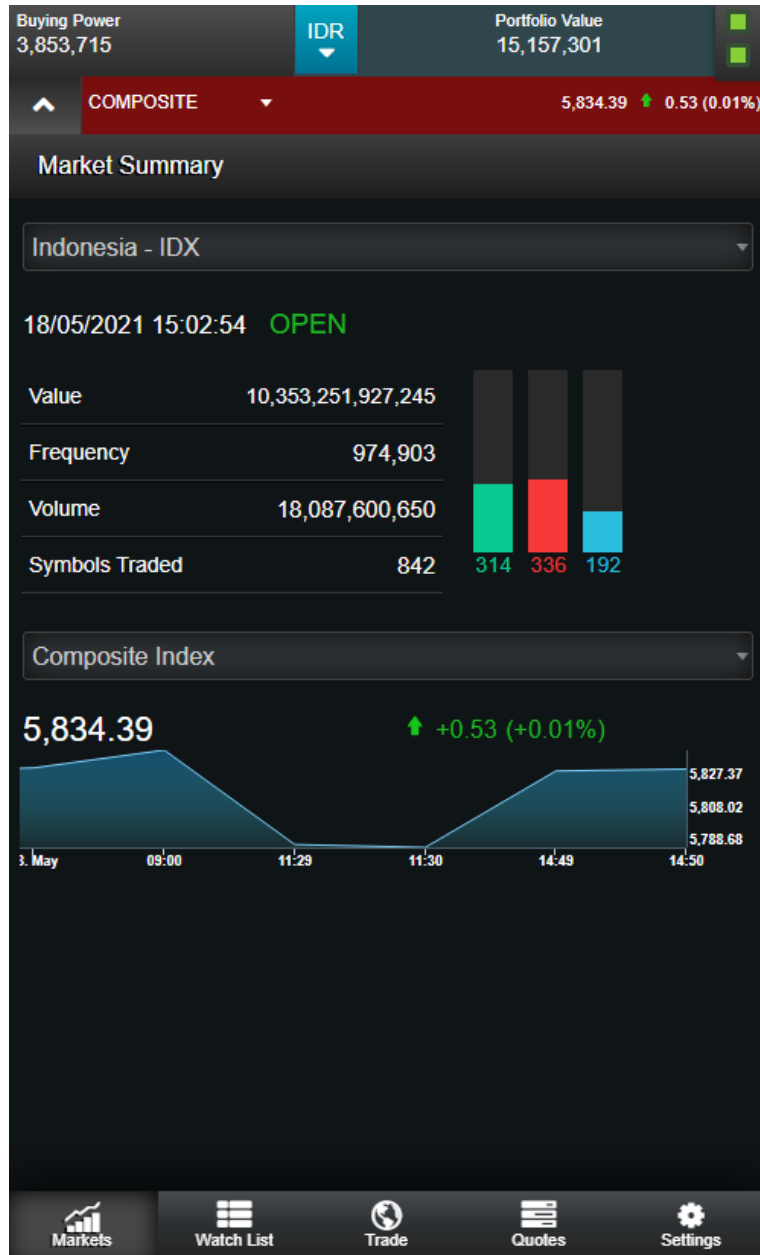 Buying Power
3,853,715
IDR
Portfolio Value
15,157,301
COMPOSITE
5,834.39 0.53 (0.01%)
Market Summary
Indonesia - IDX
18/05/2021 15:02:54 OPEN
Value 10,353,251,927,245
Frequency 974,903
Volume 18,087,600,650
Symbols Traded 842
314 336 192
Composite Index
5,834.39 +0.53 (+0.01%)
5,827.37
5,808.02
5,788.68
. May 09:00 11:29 11:30 14:49 14:50
Markets Watch List Trade Quotes Settings